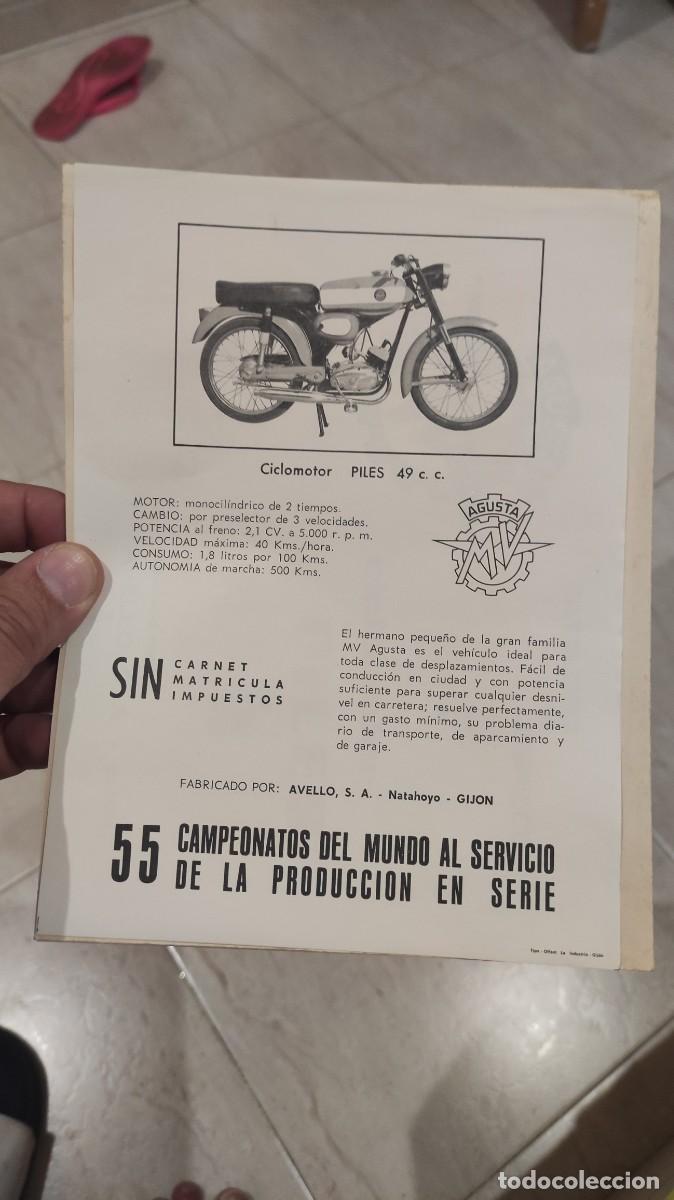 Ciclomotor PILES 49 c. c.
MOTOR: monocilíndrico de 2 tiempos.
CAMBIO: por preselector de 3 velocidades.
POTENCIA al freno: 2,1 CV. a 5.000 r. p. m.
VELOCIDAD máxima: 40 Kms./hora.
CONSUMO: 1,8 litros por 100 Kms.
AUTONOMIA de marcha: 500 Kms.
AGUSTA
MV
SIN
CARNET
MATRICULA
IMPUESTOS
El hermano pequeño de la gran familia
MV Agusta es el vehículo ideal para
toda clase de desplazamientos. Fácil de
conducción en ciudad y con potencia
suficiente para superar cualquier desni-
vel en carretera; resuelve perfectamente,
con un gasto mínimo, su problema dia-
rio de transporte, de aparcamiento y
de garaje.
FABRICADO POR: AVELLO, S. A. - Natahoyo - GIJON
55 CAMPEONATOS DEL MUNDO AL SERVICIO
DE LA PRODUCCION EN SERIE
Tipo - Offset La Industria - Gijón
todocoleccion